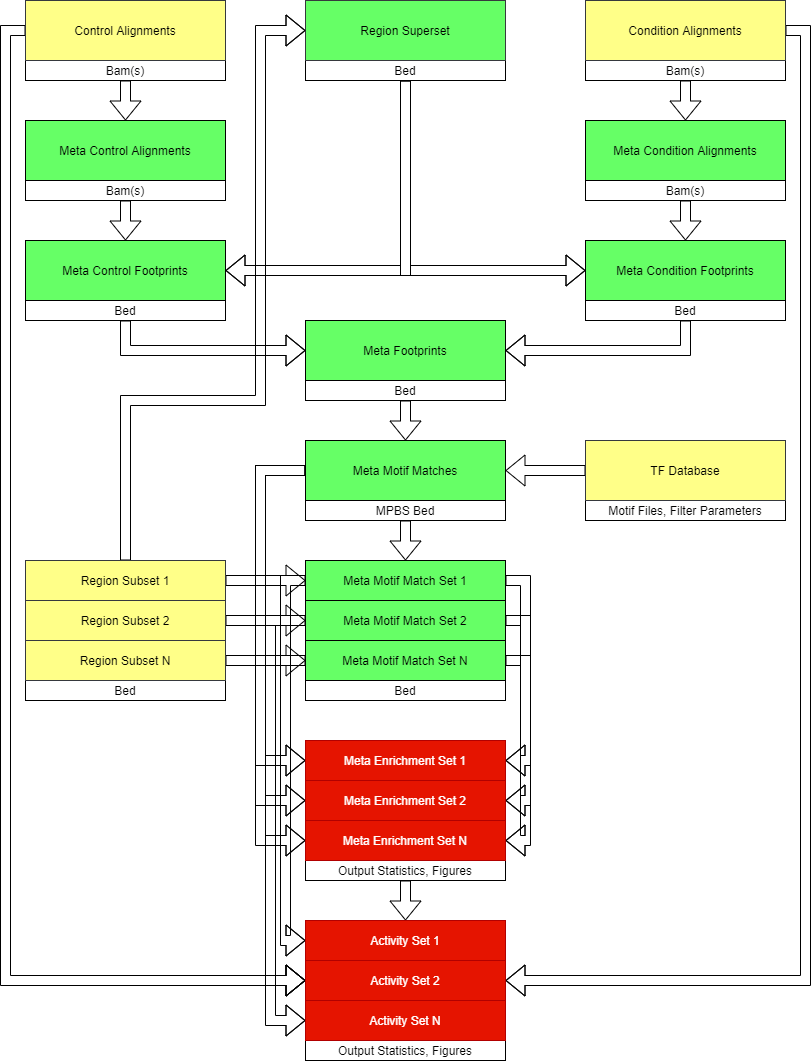 Control Alignments
Bam(s)
Region Superset
Bed
Condition Alignments
Bam(s)
Meta Control Alignments
Bam(s)
Meta Condition Alignments
Bam(s)
Meta Control Footprints
Bed
Meta Condition Footprints
Bed
Meta Footprints
Bed
Meta Motif Matches
MPBS Bed
TF Database
Motif Files, Filter Parameters
Region Subset 1
Region Subset 2
Region Subset N
Bed
Meta Motif Match Set 1
Meta Motif Match Set 2
Meta Motif Match Set N
Bed
Meta Enrichment Set 1
Meta Enrichment Set 2
Meta Enrichment Set N
Output Statistics, Figures
Activity Set 1
Activity Set 2
Activity Set N
Output Statistics, Figures